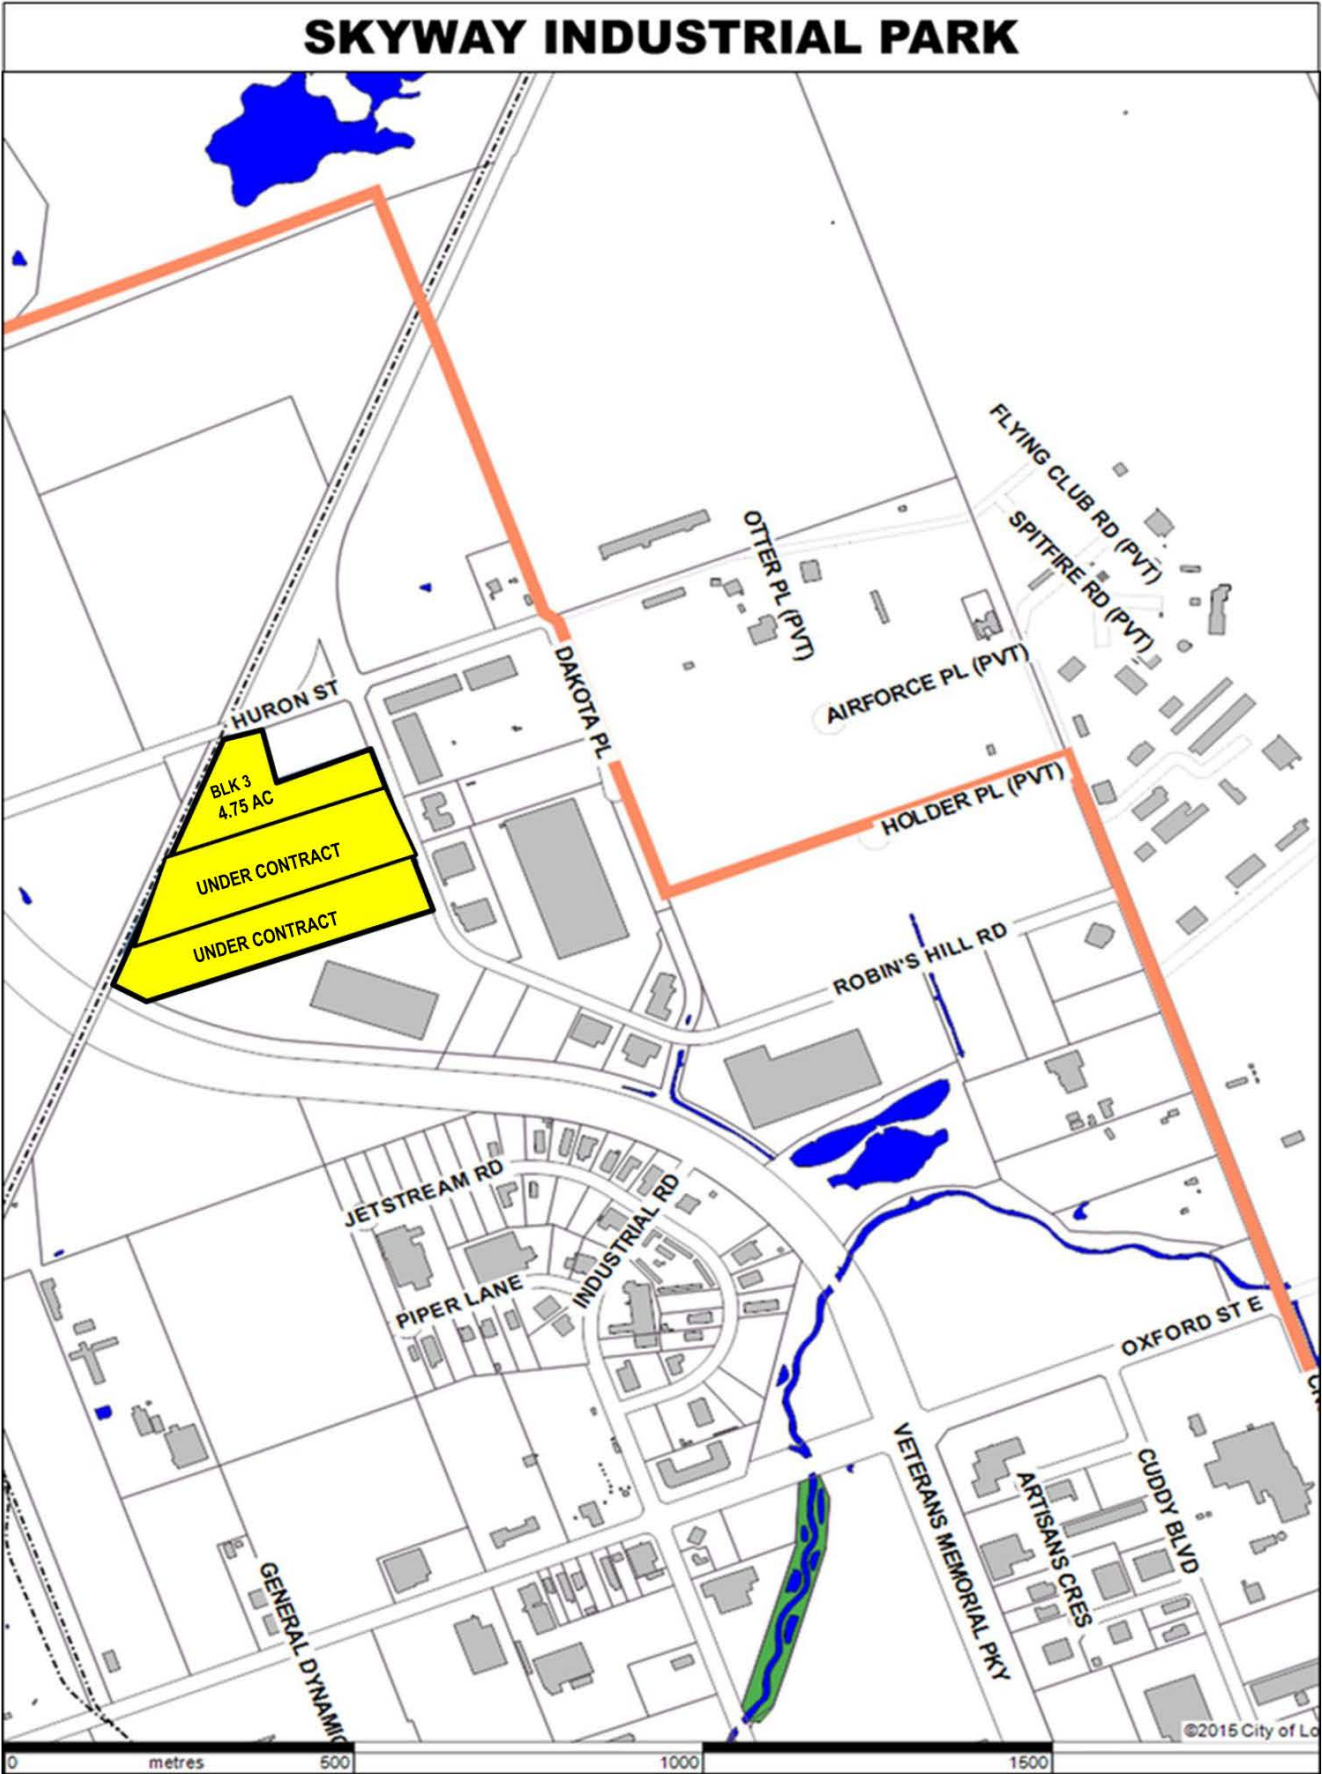 SKYWAY INDUSTRIAL PARK
FLYING CLUB RD (PVT)
SPITFIRE RD (PVT)
OTTER PL (PVT)
DAKOTA PL
AIRFORCE PL (PVT)
HURON ST
HOLDER PL (PVT)
BLK 3
4.75 AC
UNDER CONTRACT
UNDER CONTRACT
ROBIN'S HILL RD
JETSTREAM RD
INDUSTRIAL RD
PIPER LANE
OXFORD ST E
VETERANS MEMORIAL PKY
ARTISANS CRES
CUDDY BLVD
GENERAL DYNAMIC
©2015 City of Lo
0 metres 500 1000 1500